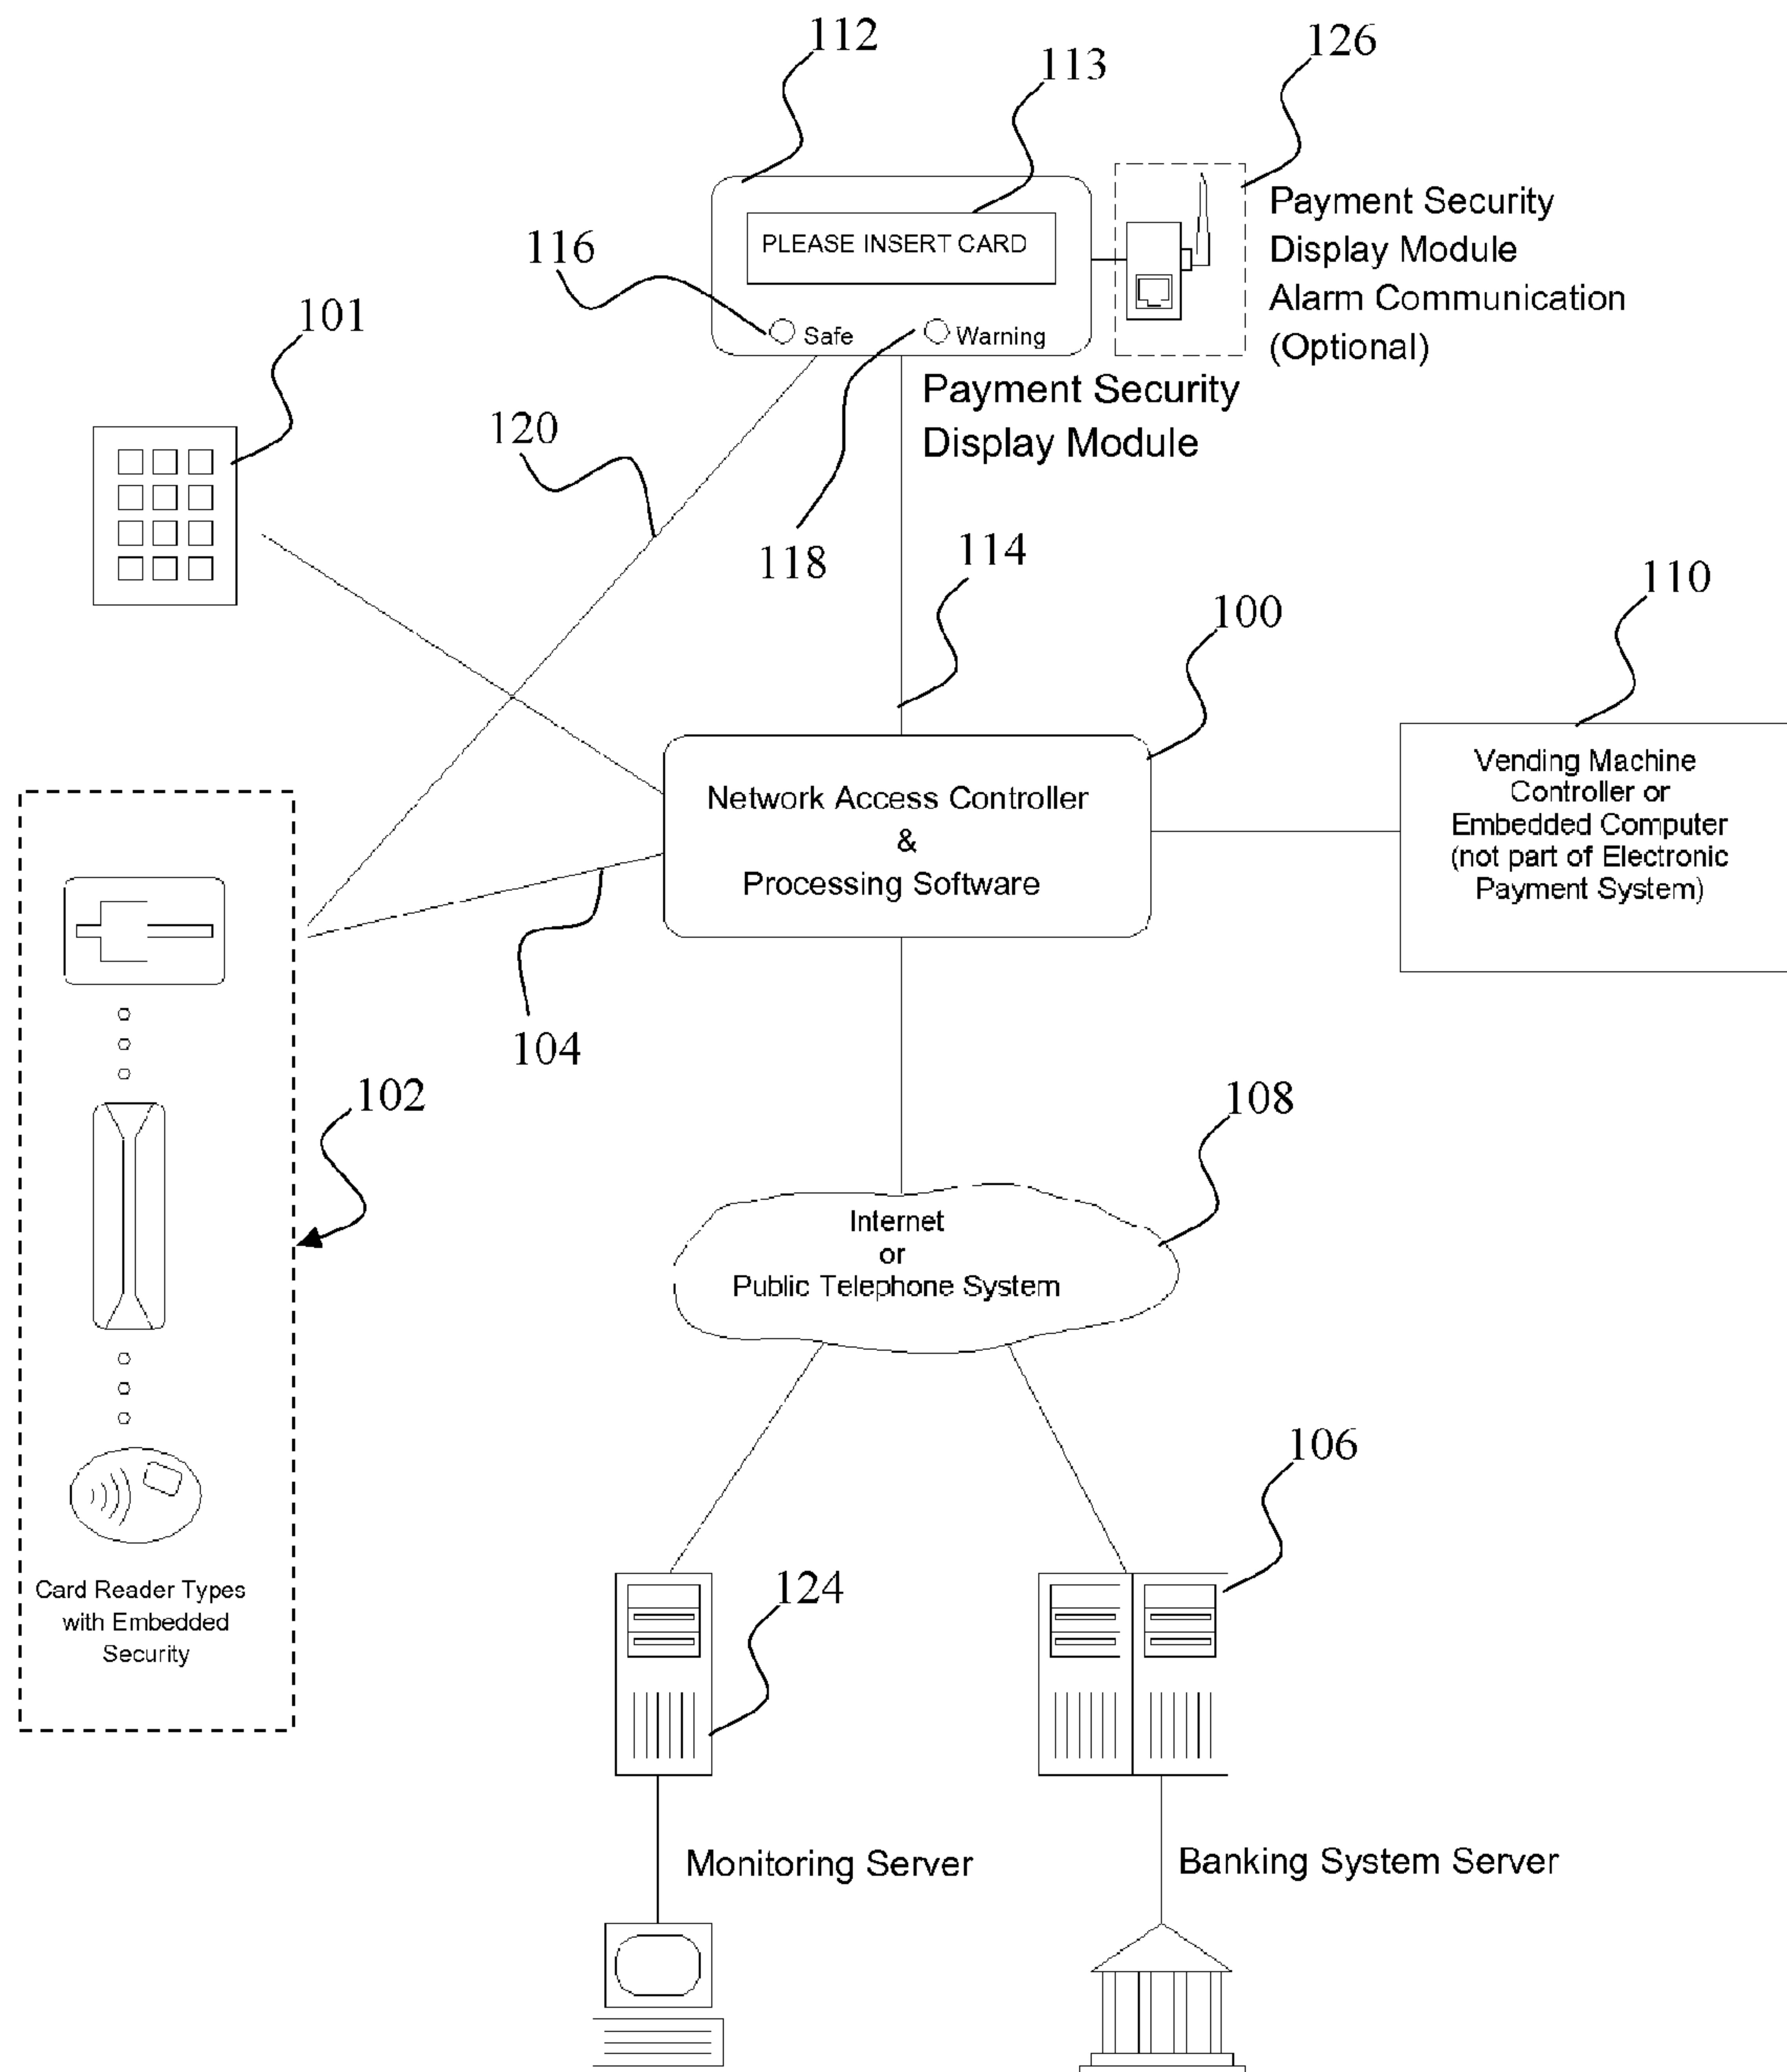 112
113
126
PLEASE INSERT CARD
Payment Security
Display Module
Alarm Communication
(Optional)
116
Safe
Warning
101
Payment Security
Display Module
120
118
114
110
100
Vending Machine
Controller or
Embedded Computer
(not part of Electronic
Payment System)
Network Access Controller
&
Processing Software
104
102
108
Internet
or
Public Telephone System
106
Card Reader Types
with Embedded
Security
124
Monitoring Server
Banking System Server